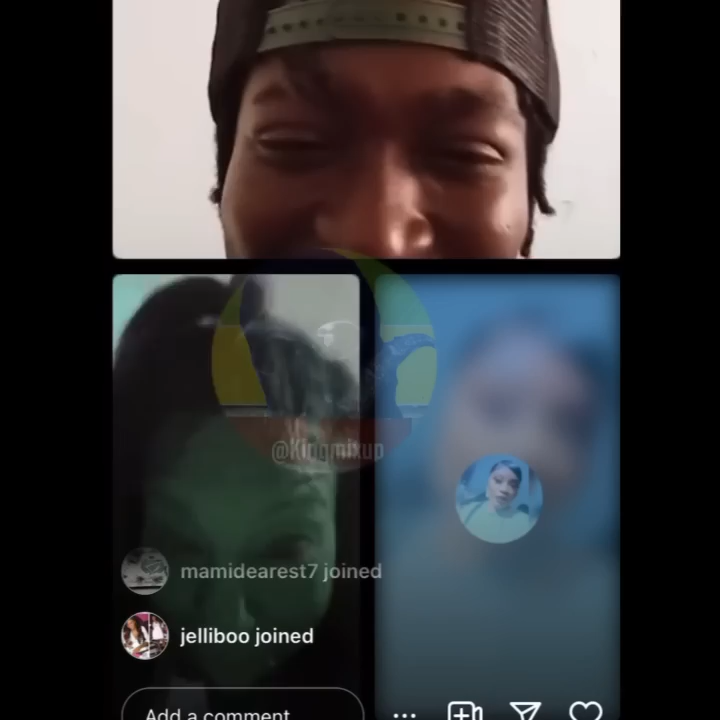 @Kingmixup
mamidearest7 joined
jelliboo joined
Add a comment